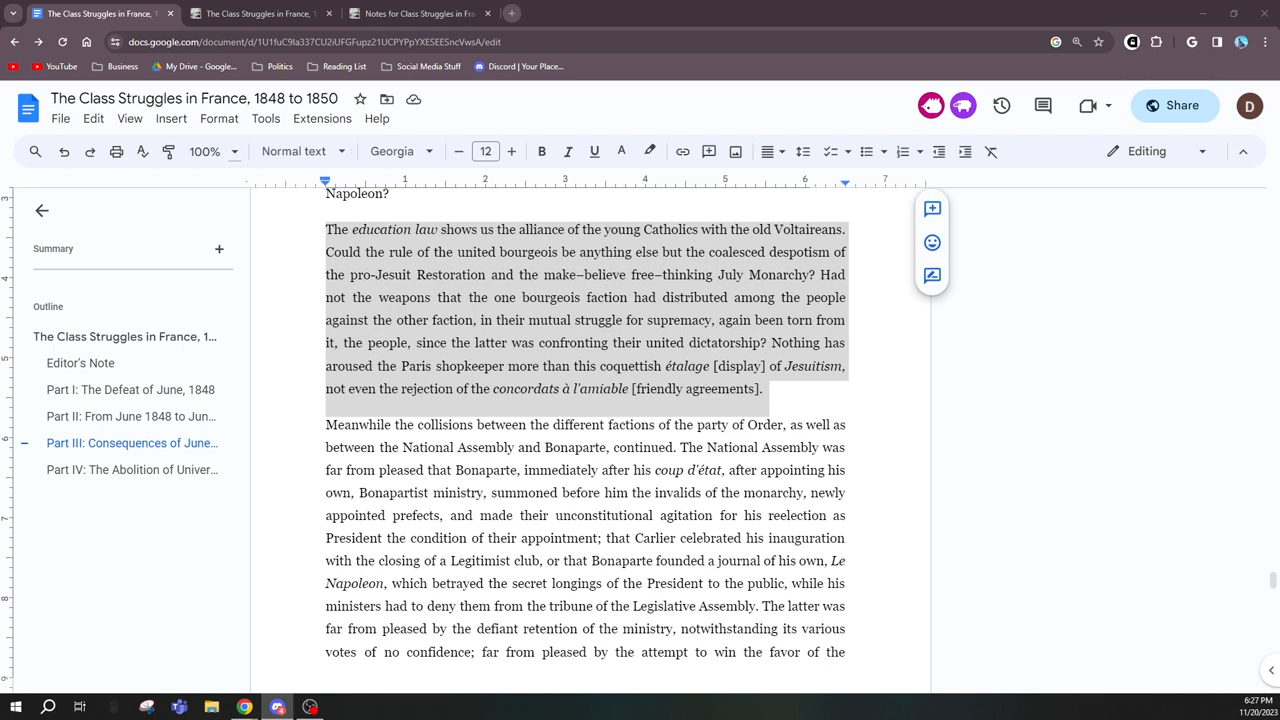 The Class Struggles in France, 1
The Class Struggles in France, 18
Notes for Class Struggles in Fra
docs.google.com/document/d/1U1fuC9la337CU2iUFGFupz21UCPYPpYXESEESncVwsA/edit
YouTube
Business
My Drive - Google...
Politics
Reading List
Social Media Stuff
Discord | Your Place...
The Class Struggles in France, 1848 to 1850
File Edit View Insert Format Tools Extensions Help
Share
D
100%
Normal text
Georgia
12
Editing
1 2 3 4 5 6 7
3
4
5
6
7
8
9
Summary
Outline
The Class Struggles in France, 1...
Editor's Note
Part I: The Defeat of June, 1848
Part II: From June 1848 to Jun...
Part III: Consequences of June...
Part IV: The Abolition of Univer...
Napoleon?
The education law shows us the alliance of the young Catholics with the old Voltaireans.
Could the rule of the united bourgeois be anything else but the coalesced despotism of
the pro-Jesuit Restoration and the make–believe free–thinking July Monarchy? Had
not the weapons that the one bourgeois faction had distributed among the people
against the other faction, in their mutual struggle for supremacy, again been torn from
it, the people, since the latter was confronting their united dictatorship? Nothing has
aroused the Paris shopkeeper more than this coquettish étalage [display] of Jesuitism,
not even the rejection of the concordats à l'amiable [friendly agreements].
Meanwhile the collisions between the different factions of the party of Order, as well as
between the National Assembly and Bonaparte, continued. The National Assembly was
far from pleased that Bonaparte, immediately after his coup d'état, after appointing his
own, Bonapartist ministry, summoned before him the invalids of the monarchy, newly
appointed prefects, and made their unconstitutional agitation for his reelection as
President the condition of their appointment; that Carlier celebrated his inauguration
with the closing of a Legitimist club, or that Bonaparte founded a journal of his own, Le
Napoleon, which betrayed the secret longings of the President to the public, while his
ministers had to deny them from the tribune of the Legislative Assembly. The latter was
far from pleased by the defiant retention of the ministry, notwithstanding its various
votes of no confidence; far from pleased by the attempt to win the favor of the
6:27 PM
11/20/2023